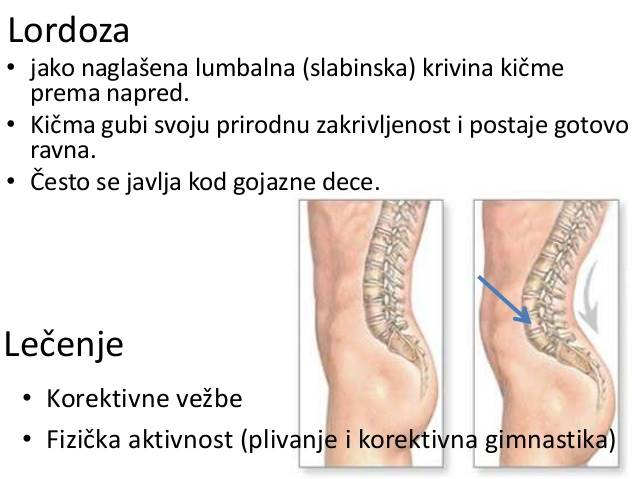 Lordoza
• jako naglašena lumbalna (slabinska) krivina kičme
prema napred.
• Kičma gubi svoju prirodnu zakrivljenost i postaje gotovo
ravna.
• Često se javlja kod gojazne dece.
Lečenje
• Korektivne vežbe
• Fizička aktivnost (plivanje i korektivna gimnastika)